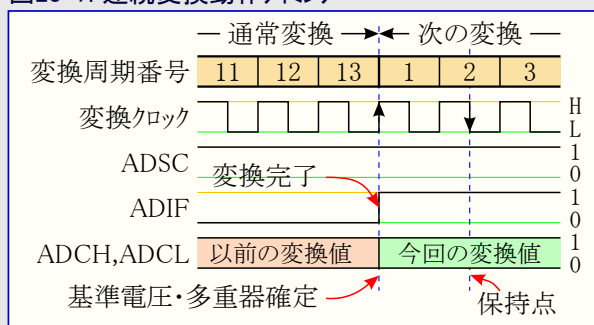 通常変換 次の変換
変換周期番号 11 12 13 1 2 3
変換クロック H L
ADSC 1 0
変換完了
ADIF 1 0
ADCH,ADCL 以前の変換値 今回の変換値 1 0
基準電圧・多重器確定 保持点